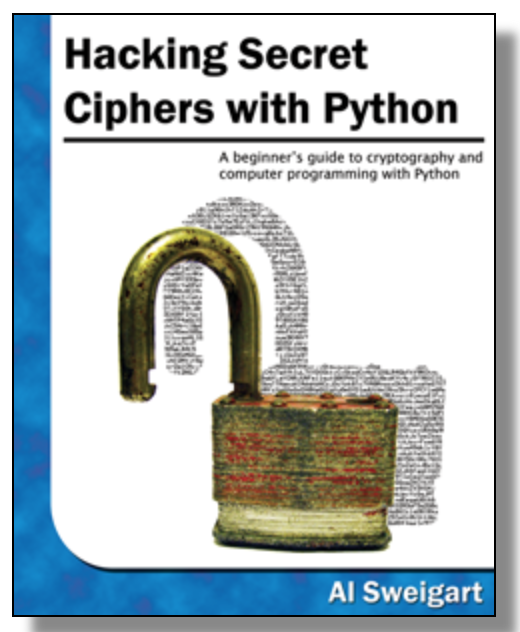 Hacking Secret
Ciphers with Python
A beginner's guide to cryptography and
computer programming with Python
Al Sweigart